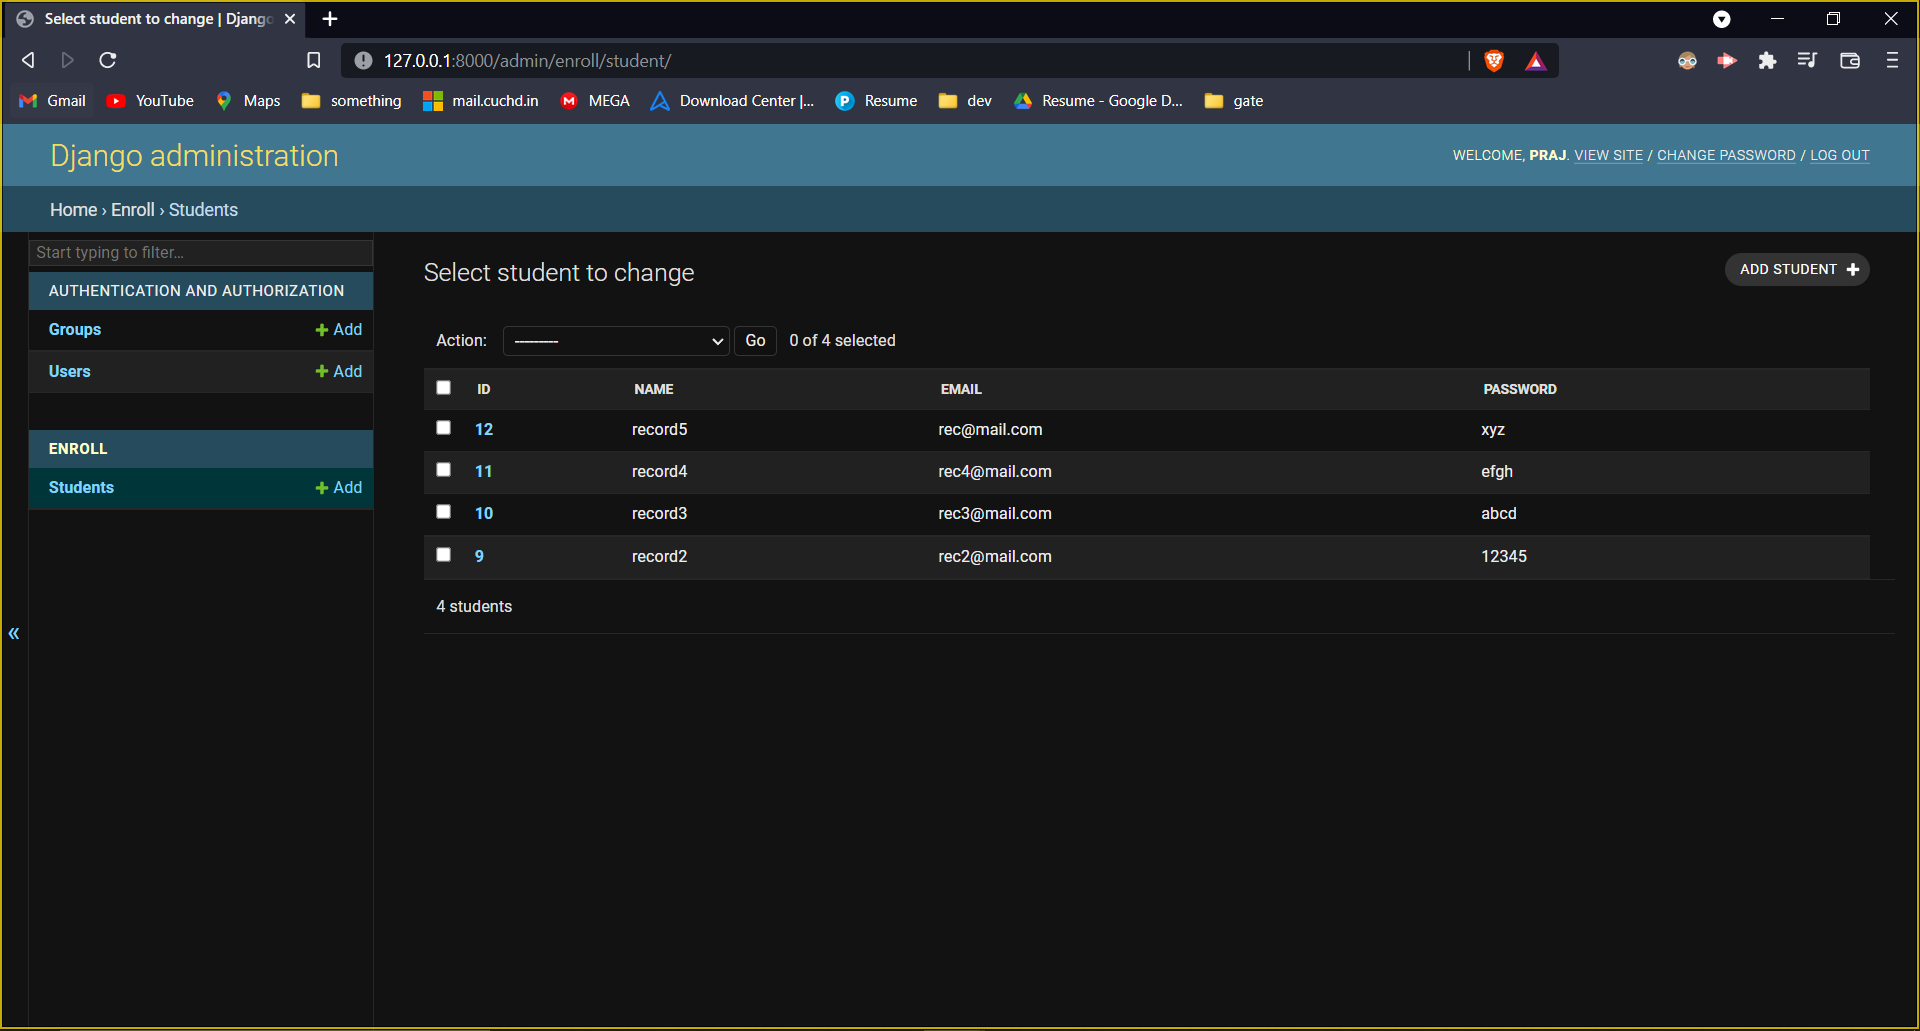 Select student to change | Django
127.0.0.1:8000/admin/enroll/student/
Gmail YouTube Maps something mail.cuchd.in MEGA Download Center |... Resume dev Resume - Google D... gate
Django administration
WELCOME, PRAJ. VIEW SITE / CHANGE PASSWORD / LOG OUT
Home › Enroll › Students
Start typing to filter...
AUTHENTICATION AND AUTHORIZATION
Groups + Add
Users + Add
ENROLL
Students + Add
«
Select student to change
ADD STUDENT +
Action: --------- Go 0 of 4 selected
ID NAME EMAIL PASSWORD
12 record5 rec@mail.com xyz
11 record4 rec4@mail.com efgh
10 record3 rec3@mail.com abcd
9 record2 rec2@mail.com 12345
4 students